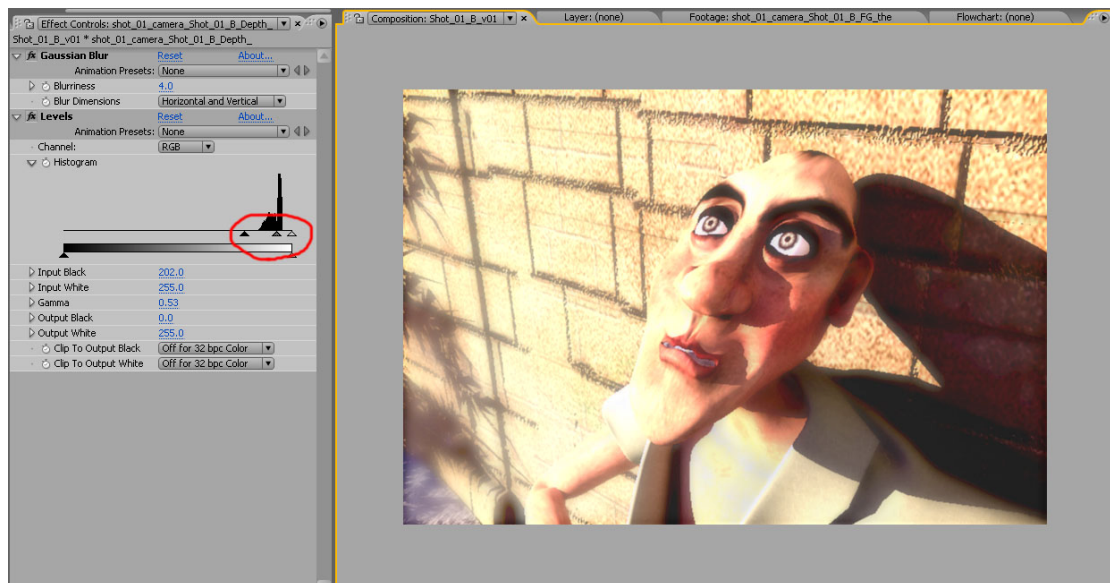 Effect Controls: shot_01_camera_Shot_01_B_Depth_
Shot_01_B_v01 * shot_01_camera_Shot_01_B_Depth_
fx Gaussian Blur Reset About...
Animation Presets: None
Blurriness 4.0
Blur Dimensions Horizontal and Vertical
fx Levels Reset About...
Animation Presets: None
Channel: RGB
Histogram
Input Black 202.0
Input White 255.0
Gamma 0.53
Output Black 0.0
Output White 255.0
Clip To Output Black Off for 32 bpc Color
Clip To Output White Off for 32 bpc Color
Composition: Shot_01_B_v01 Layer: (none) Footage: shot_01_camera_Shot_01_B_FG_the Flowchart: (none)